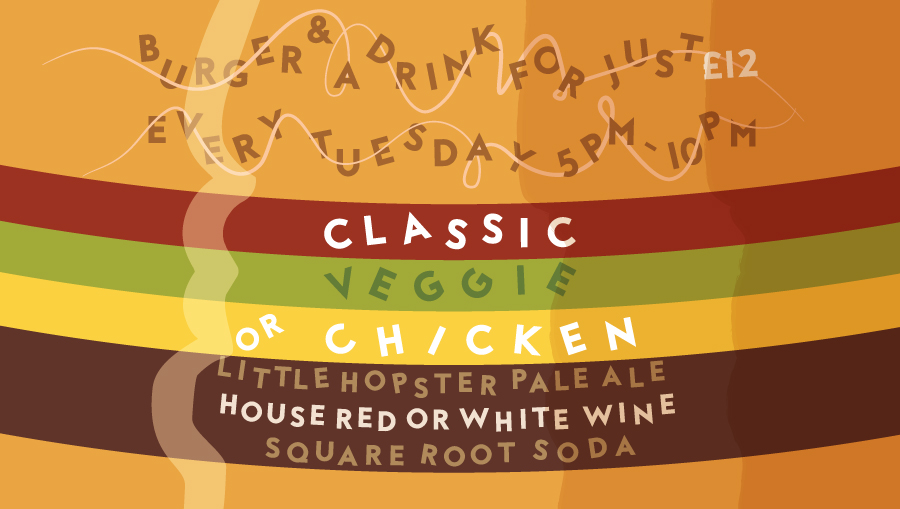 BURGER & A DRINK FOR JUST £12
EVERY TUESDAY 5PM - 10PM
CLASSIC
VEGGIE
OR CHICKEN
LITTLE HOPSTER PALE ALE
HOUSE RED OR WHITE WINE
SQUARE ROOT SODA